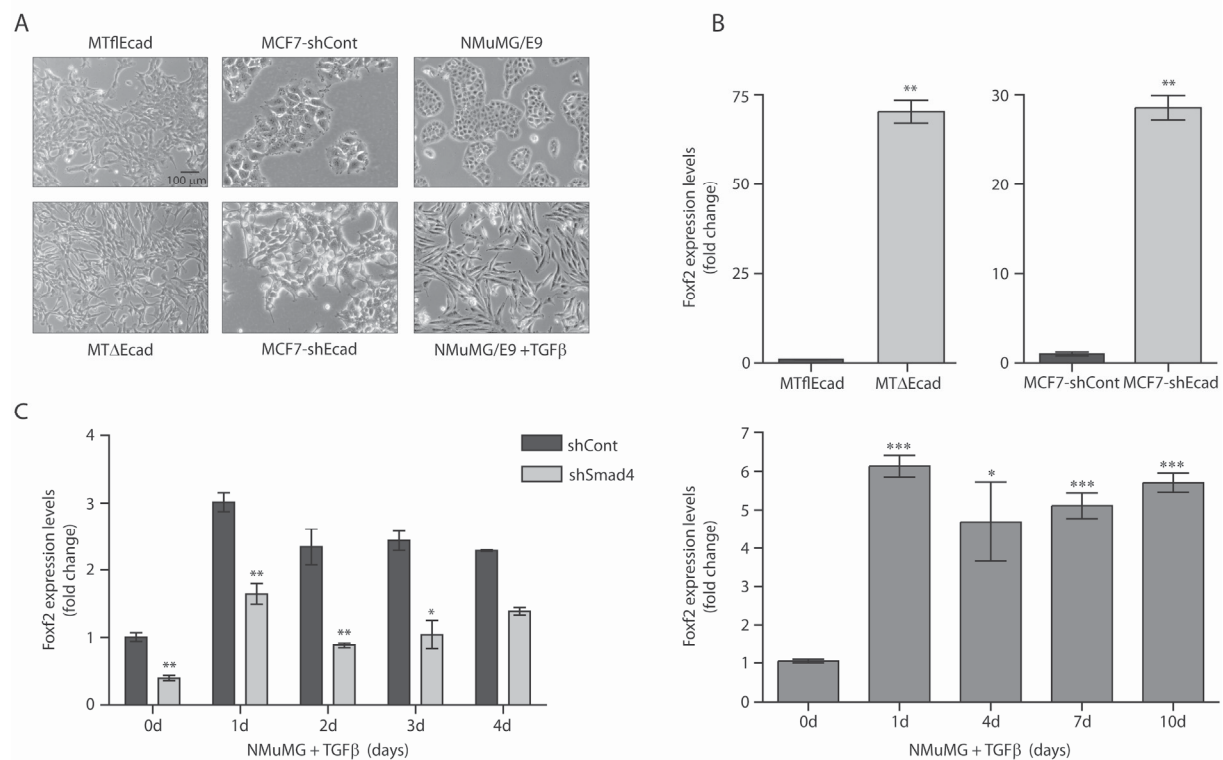 A
MTflEcad
MCF7-shCont
NMuMG/E9
100 µm
MTΔEcad
MCF7-shEcad
NMuMG/E9 +TGFβ
B
Foxf2 expression levels
(fold change)
75
50
25
0
**
MTflEcad
MTΔEcad
30
20
10
0
**
MCF7-shCont
MCF7-shEcad
C
Foxf2 expression levels
(fold change)
4
3
2
1
0
shCont
shSmad4
**
**
**
*
0d
1d
2d
3d
4d
NMuMG + TGFβ (days)
Foxf2 expression levels
(fold change)
7
6
5
4
3
2
1
0
***
*
***
***
0d
1d
4d
7d
10d
NMuMG + TGFβ (days)